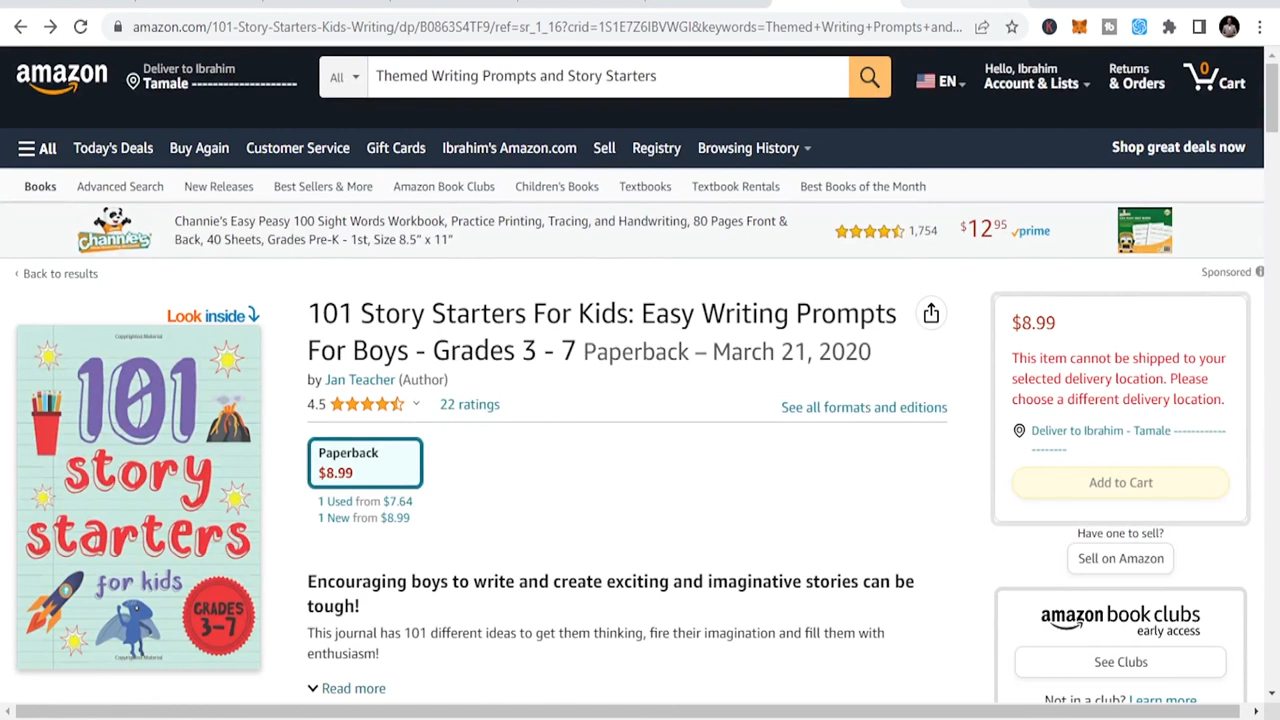 amazon.com/101-Story-Starters-Kids-Writing/dp/B0863S4TF9/ref=sr_1_16?crid=1S1E7Z6IBVWGI&keywords=Themed+Writing+Prompts+and...
amazon
Deliver to Ibrahim
Tamale ------------------
All
Themed Writing Prompts and Story Starters
EN
Hello, Ibrahim
Account & Lists
Returns
& Orders
0
Cart
All
Today's Deals
Buy Again
Customer Service
Gift Cards
Ibrahim's Amazon.com
Sell
Registry
Browsing History
Shop great deals now
Books
Advanced Search
New Releases
Best Sellers & More
Amazon Book Clubs
Children's Books
Textbooks
Textbook Rentals
Best Books of the Month
Channie's
Channie's Easy Peasy 100 Sight Words Workbook, Practice Printing, Tracing, and Handwriting, 80 Pages Front &
Back, 40 Sheets, Grades Pre-K - 1st, Size 8.5" x 11"
1,754
$12.95
prime
‹ Back to results
Sponsored
Look inside
Copyrighted Material
101
story
starters
for kids
GRADES
3-7
Copyrighted Material
101 Story Starters For Kids: Easy Writing Prompts
For Boys - Grades 3 - 7 Paperback – March 21, 2020
by Jan Teacher (Author)
4.5
22 ratings
See all formats and editions
Paperback
$8.99
1 Used from $7.64
1 New from $8.99
Encouraging boys to write and create exciting and imaginative stories can be
tough!
This journal has 101 different ideas to get them thinking, fire their imagination and fill them with
enthusiasm!
Read more
$8.99
This item cannot be shipped to your
selected delivery location. Please
choose a different delivery location.
Deliver to Ibrahim - Tamale -----------
--------
Add to Cart
Have one to sell?
Sell on Amazon
amazon book clubs
early access
See Clubs
Not in a club? Learn more